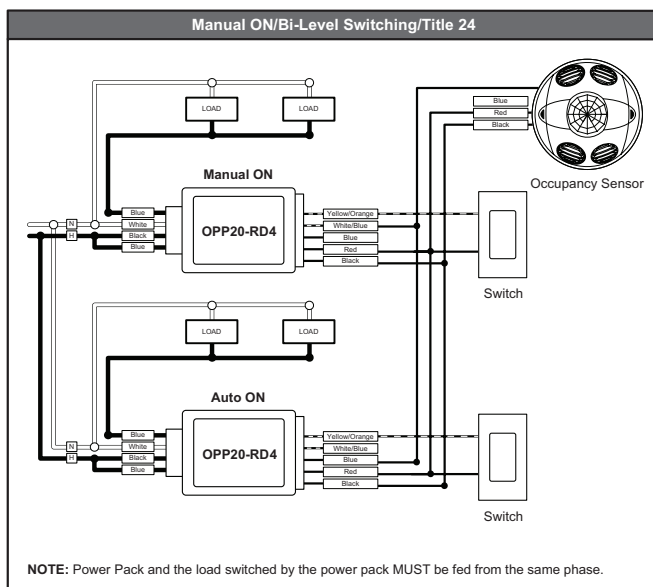 Manual ON/Bi-Level Switching/Title 24
LOAD
LOAD
Blue
Red
Black
Occupancy Sensor
Manual ON
Blue
White
Black
Blue
N
H
OPP20-RD4
Yellow/Orange
White/Blue
Blue
Red
Black
Switch
LOAD
LOAD
Auto ON
Blue
White
Black
Blue
N
H
OPP20-RD4
Yellow/Orange
White/Blue
Blue
Red
Black
Switch
NOTE: Power Pack and the load switched by the power pack MUST be fed from the same phase.